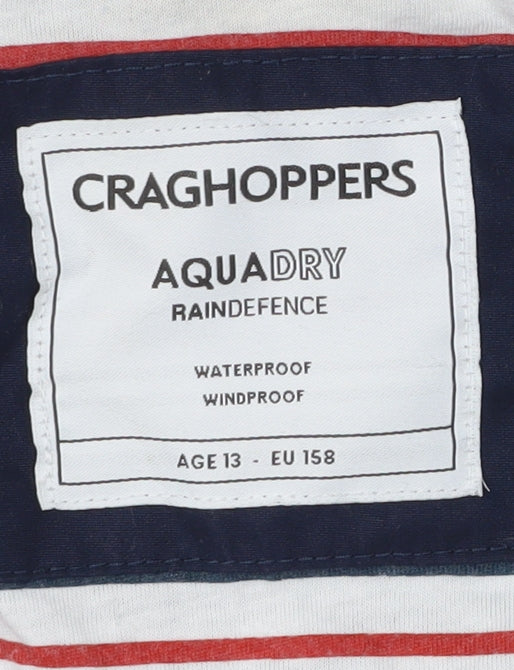 CRAGHOPPERS
AQUADRY
RAINDEFENCE
WATERPROOF
WINDPROOF
AGE 13 - EU 158